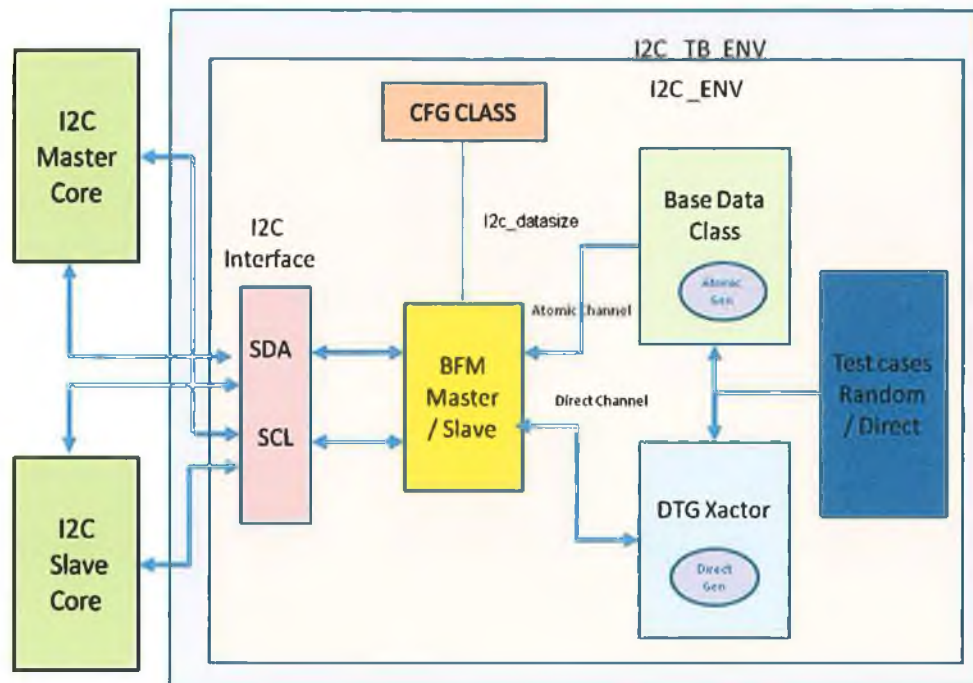 I2C_TB_ENV
I2C_ENV
I2C
Master
Core
CFG CLASS
I2C
Interface
I2c_datasize
Base Data
Class
Atomic
Gen
SDA
SCL
Atomic Channel
BFM
Master
/ Slave
Direct Channel
Test cases
Random
/ Direct
I2C
Slave
Core
DTG Xactor
Direct
Gen